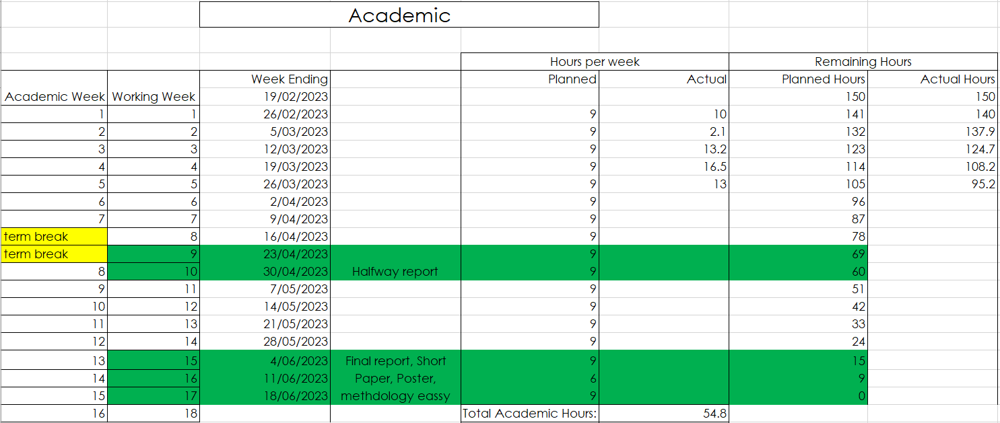 Academic
Hours per week Remaining Hours
Week Ending Planned Actual Planned Hours Actual Hours
Academic Week Working Week 19/02/2023 150 150
1 1 26/02/2023 9 10 141 140
2 2 5/03/2023 9 2.1 132 137.9
3 3 12/03/2023 9 13.2 123 124.7
4 4 19/03/2023 9 16.5 114 108.2
5 5 26/03/2023 9 13 105 95.2
6 6 2/04/2023 9 96
7 7 9/04/2023 9 87
term break 8 16/04/2023 9 78
term break 9 23/04/2023 9 69
8 10 30/04/2023 Halfway report 9 60
9 11 7/05/2023 9 51
10 12 14/05/2023 9 42
11 13 21/05/2023 9 33
12 14 28/05/2023 9 24
13 15 4/06/2023 Final report, Short 9 15
14 16 11/06/2023 Paper, Poster, 6 9
15 17 18/06/2023 methdology eassy 9 0
16 18 Total Academic Hours: 54.8